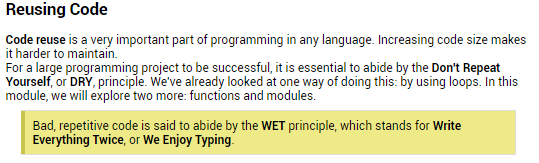 Reusing Code
Code reuse is a very important part of programming in any language. Increasing code size makes
it harder to maintain.
For a large programming project to be successful, it is essential to abide by the Don't Repeat
Yourself, or DRY, principle. We've already looked at one way of doing this: by using loops. In this
module, we will explore two more: functions and modules.
Bad, repetitive code is said to abide by the WET principle, which stands for Write
Everything Twice, or We Enjoy Typing.